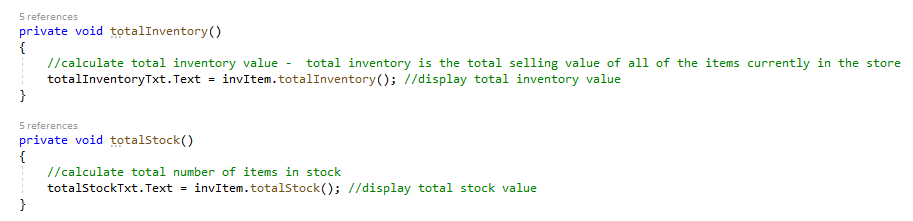 5 references
private void totalInventory()
{
//calculate total inventory value -  total inventory is the total selling value of all of the items currently in the store
totalInventoryTxt.Text = invItem.totalInventory(); //display total inventory value
}
5 references
private void totalStock()
{
//calculate total number of items in stock
totalStockTxt.Text = invItem.totalStock(); //display total stock value
}